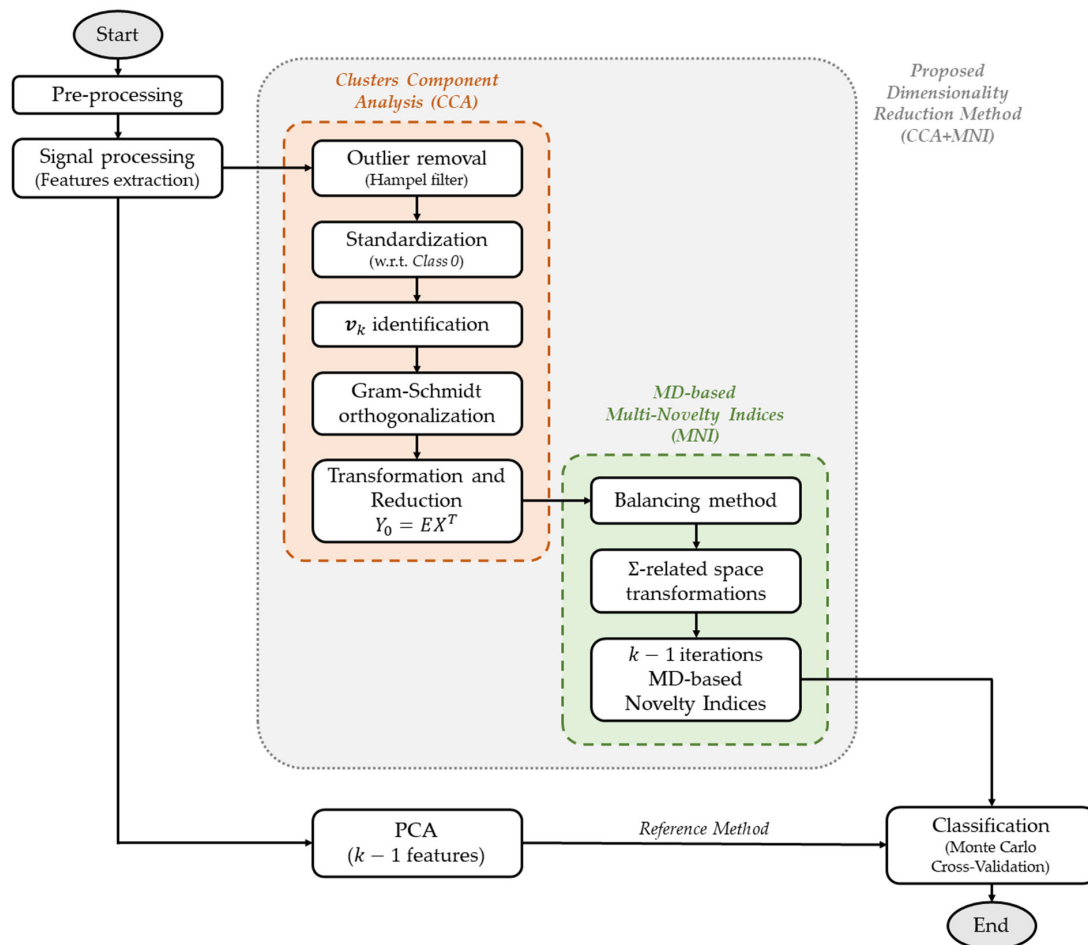 Start
Pre-processing
Signal processing
(Features extraction)
Clusters Component
Analysis (CCA)
Outlier removal
(Hampel filter)
Standardization
(w.r.t. Class 0)
𝒗ₖ identification
Gram-Schmidt
orthogonalization
Transformation and
Reduction
Y₀ = EXᵀ
Proposed
Dimensionality
Reduction Method
(CCA+MNI)
MD-based
Multi-Novelty Indices
(MNI)
Balancing method
Σ-related space
transformations
k − 1 iterations
MD-based
Novelty Indices
PCA
(k − 1 features)
Reference Method
Classification
(Monte Carlo
Cross-Validation)
End